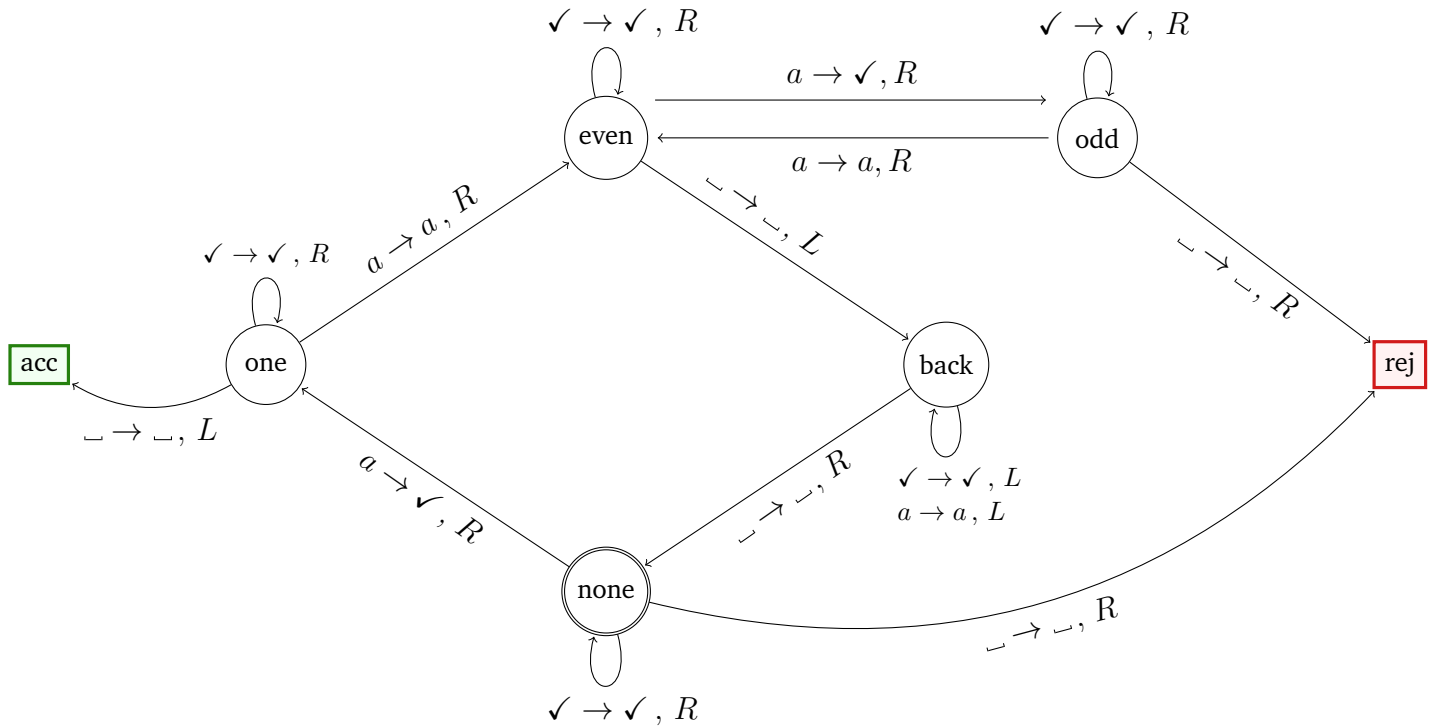 ✓ → ✓, R
✓ → ✓, R
a → ✓, R
even
odd
a → a, R
a → a, R
␣ → ␣, L
✓ → ✓, R
␣ → ␣, R
acc
one
back
rej
␣ → ␣, L
a → ✓, R
␣ → ␣, R
✓ → ✓, L
a → a, L
none
␣ → ␣, R
✓ → ✓, R